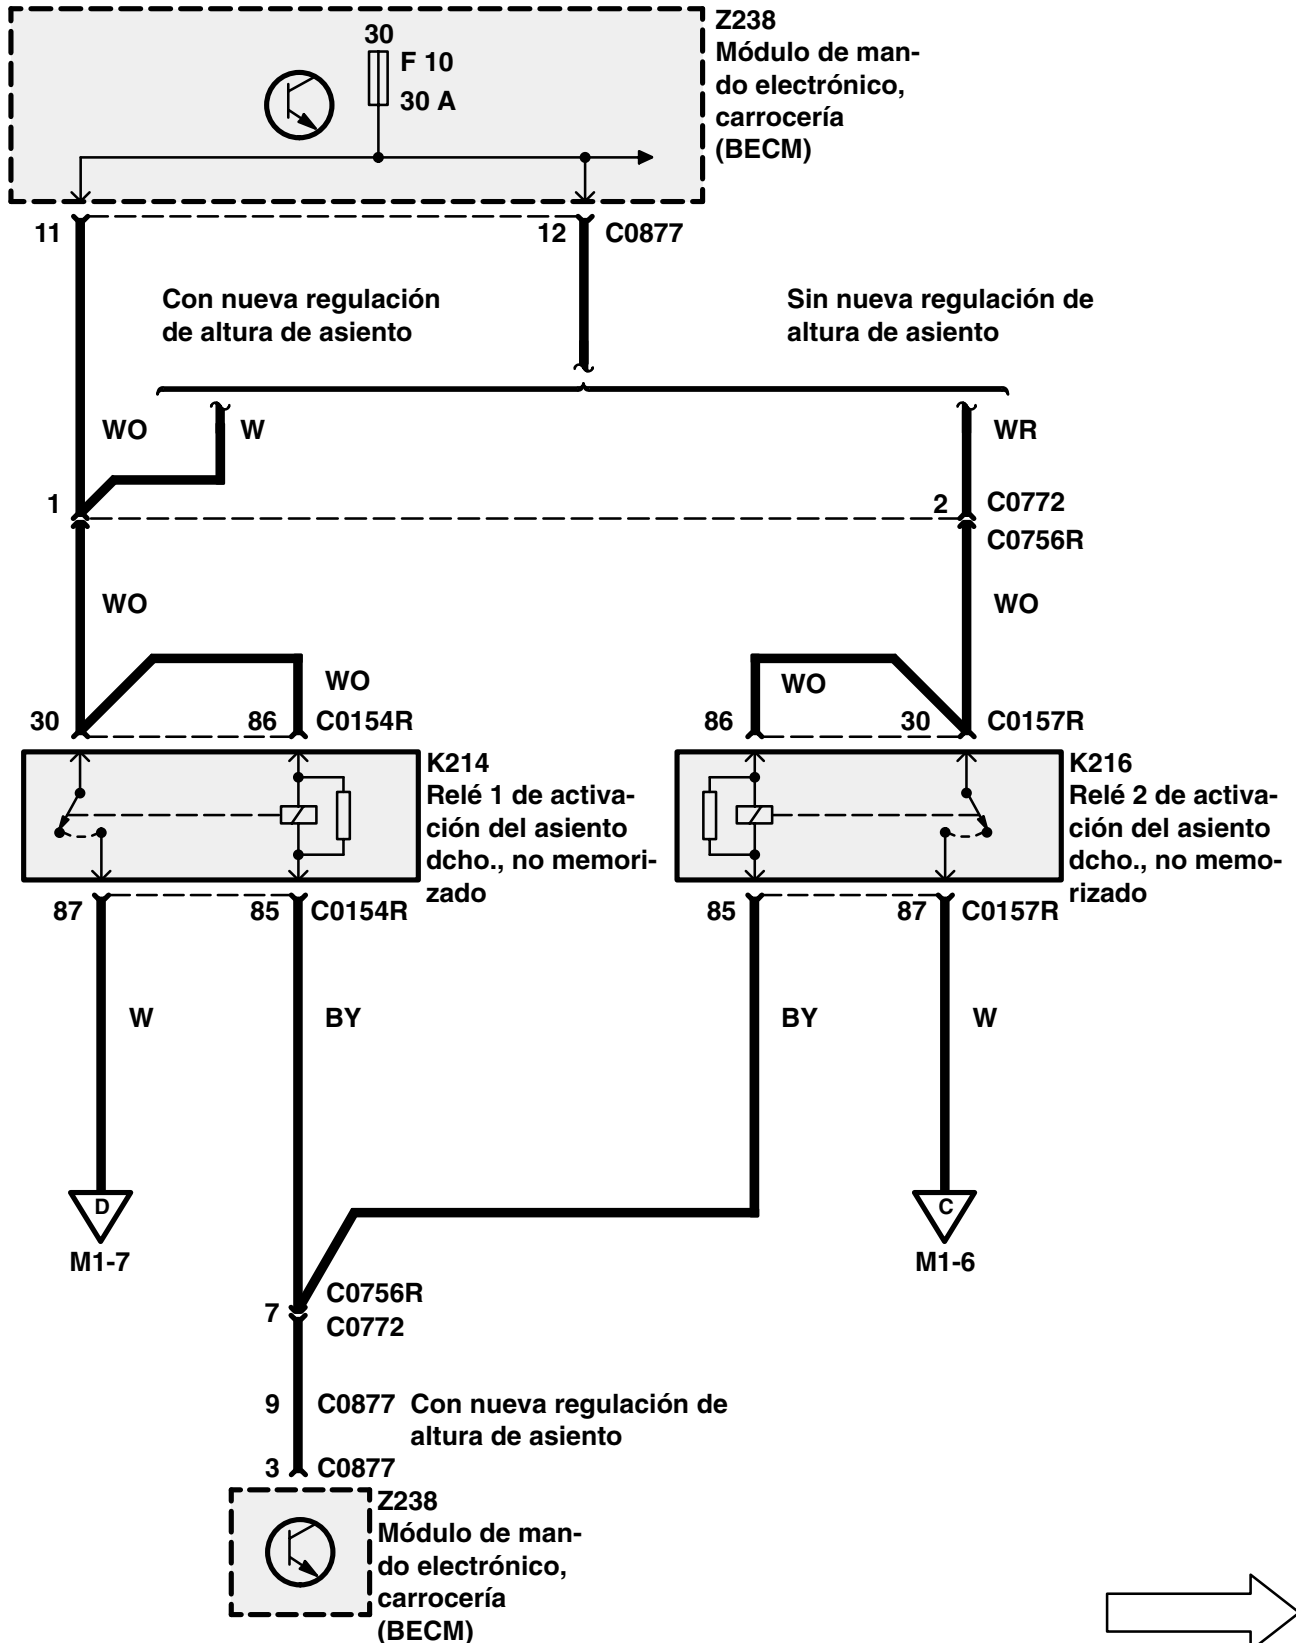 30
F 10
30 A
Z238
Módulo de man-
do electrónico,
carrocería
(BECM)
11
12
C0877
Con nueva regulación
de altura de asiento
Sin nueva regulación de
altura de asiento
WO
W
WR
1
2
C0772
C0756R
WO
WO
WO
WO
30
86
C0154R
86
30
C0157R
K214
Relé 1 de activa-
ción del asiento
dcho., no memori-
zado
K216
Relé 2 de activa-
ción del asiento
dcho., no memo-
rizado
87
85
C0154R
85
87
C0157R
W
BY
BY
W
D
M1-7
C
M1-6
7
C0756R
C0772
9
C0877
Con nueva regulación de
altura de asiento
3
C0877
Z238
Módulo de man-
do electrónico,
carrocería
(BECM)